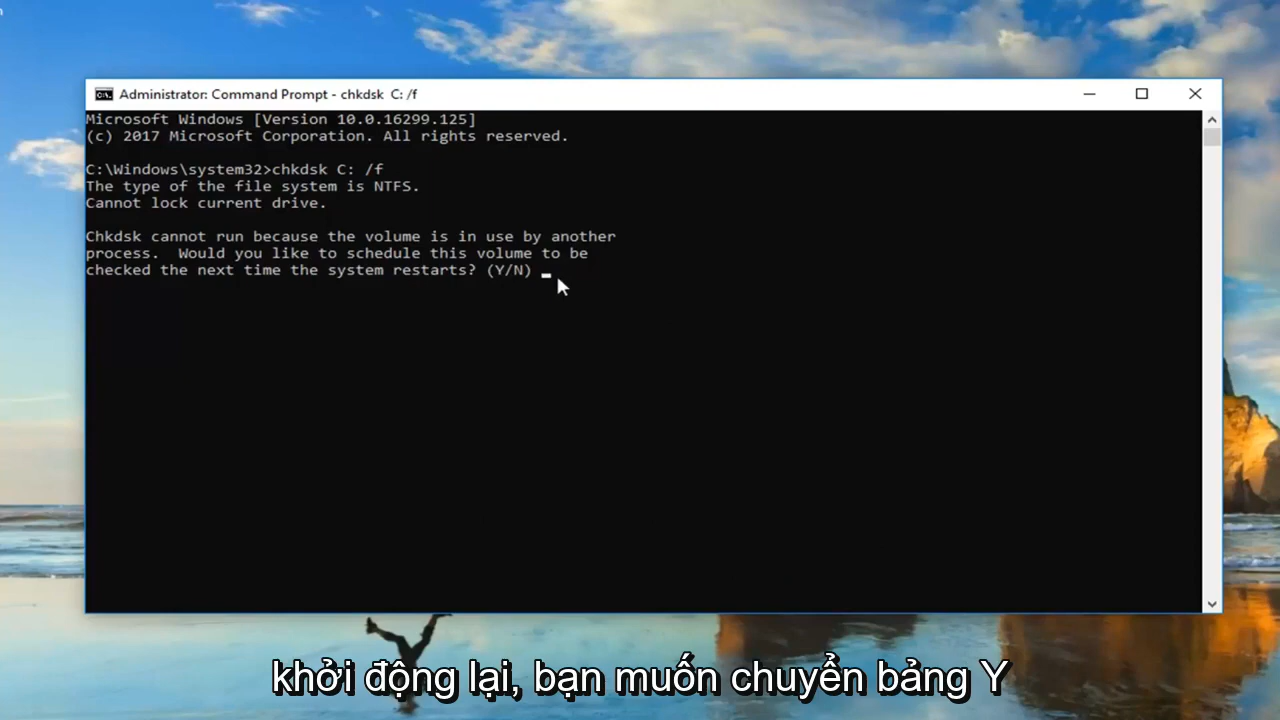 Administrator: Command Prompt - chkdsk  C: /f
Microsoft Windows [Version 10.0.16299.125]
(c) 2017 Microsoft Corporation. All rights reserved.
C:\Windows\system32>chkdsk C: /f
The type of the file system is NTFS.
Cannot lock current drive.
Chkdsk cannot run because the volume is in use by another
process.  Would you like to schedule this volume to be
checked the next time the system restarts? (Y/N)
khởi động lại, bạn muốn chuyển bảng Y